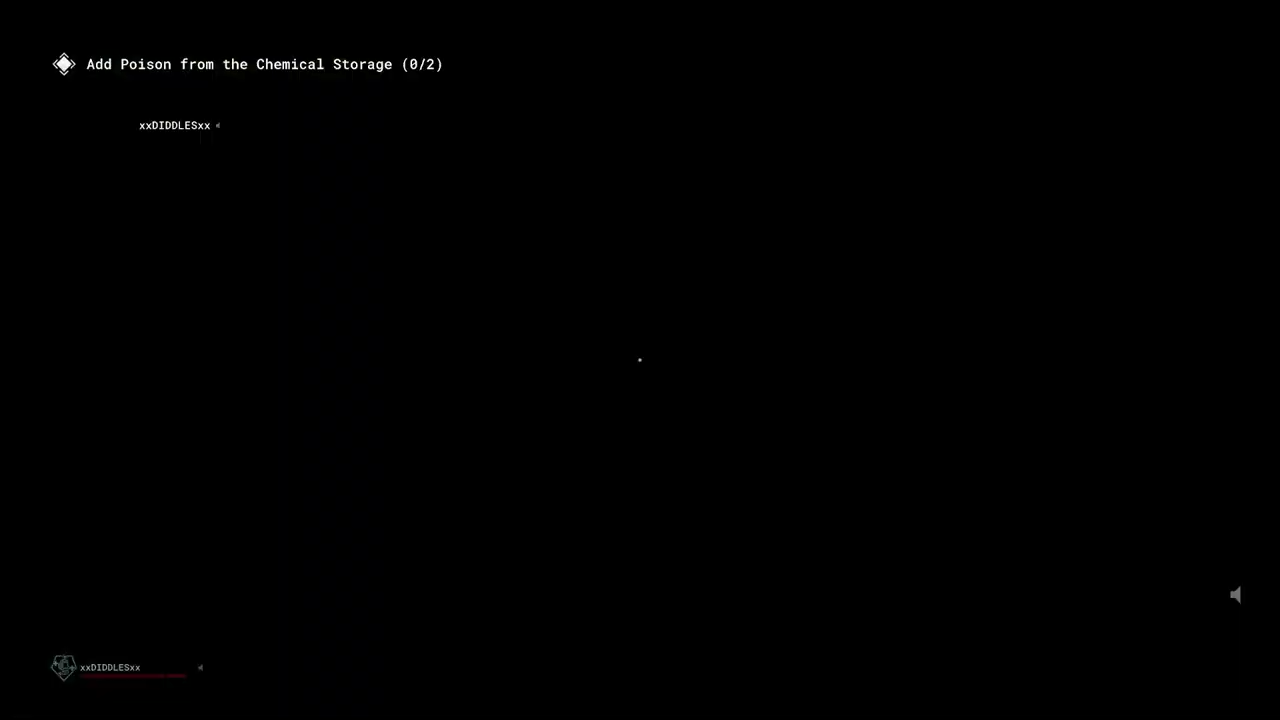 Add Poison from the Chemical Storage (0/2)
xxDIDDLESxx
xxDIDDLESxx